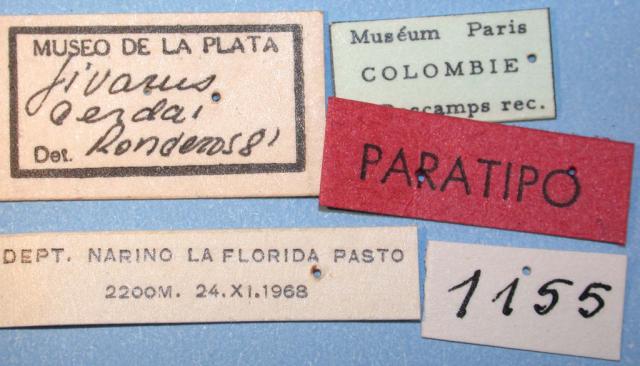 MUSEO DE LA PLATA
Jivarus
cerdai
Det. Ronderos 81
Muséum Paris
COLOMBIE
Descamps rec.
PARATIPO
DEPT. NARINO LA FLORIDA PASTO
2200M. 24.XI.1968
1155